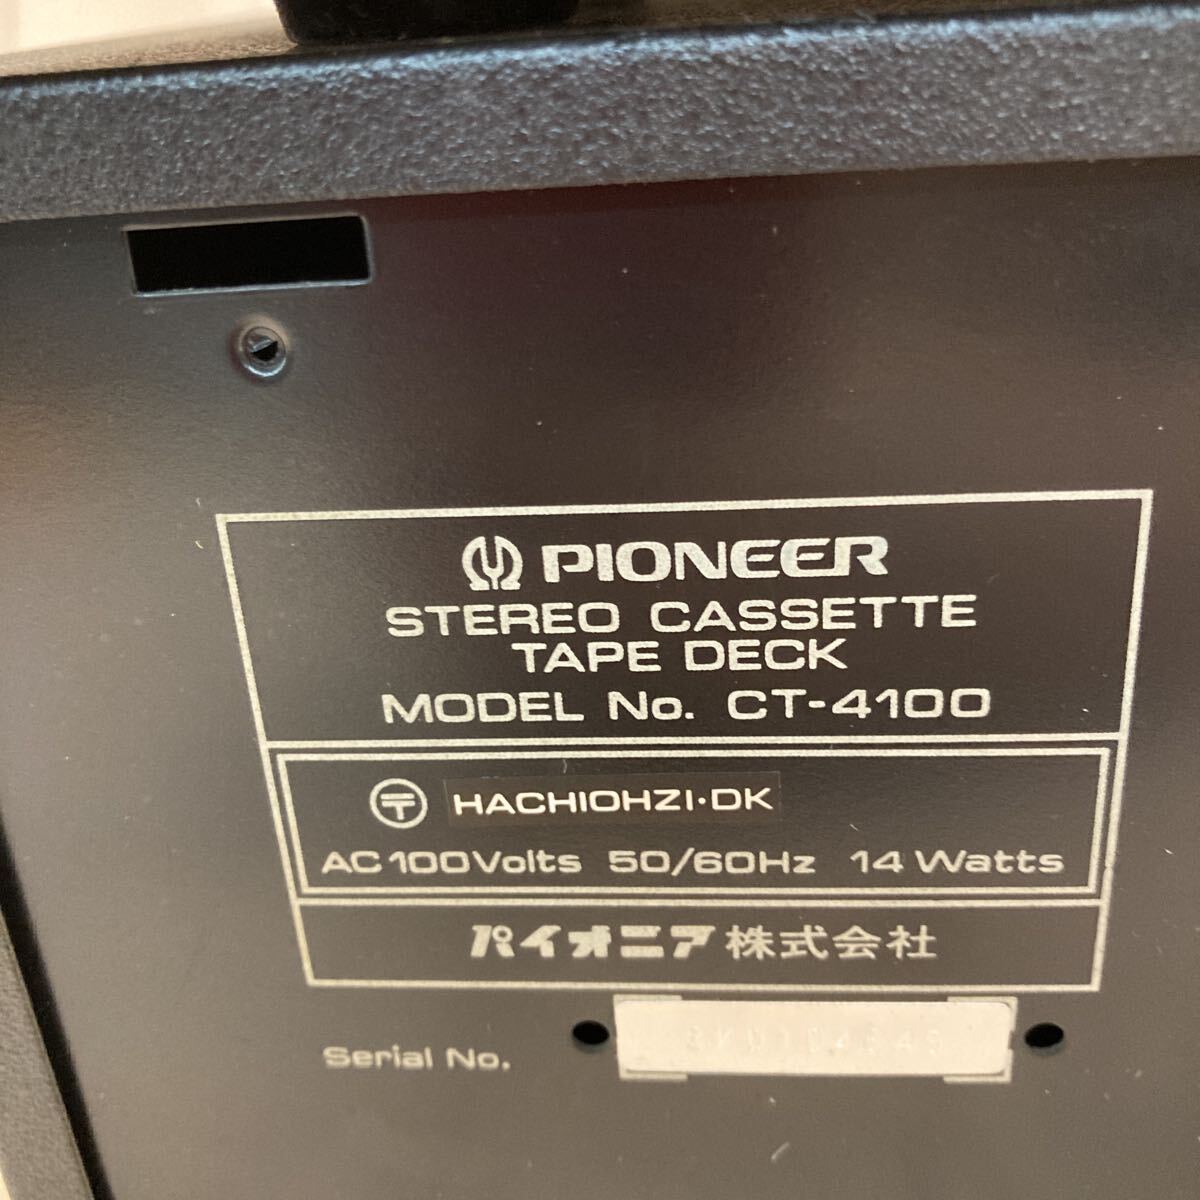 PIONEER
STEREO CASSETTE
TAPE DECK
MODEL No. CT-4100
〒 HACHIOHZI·DK
AC 100Volts 50/60Hz 14 Watts
パイオニア株式会社
Serial No.